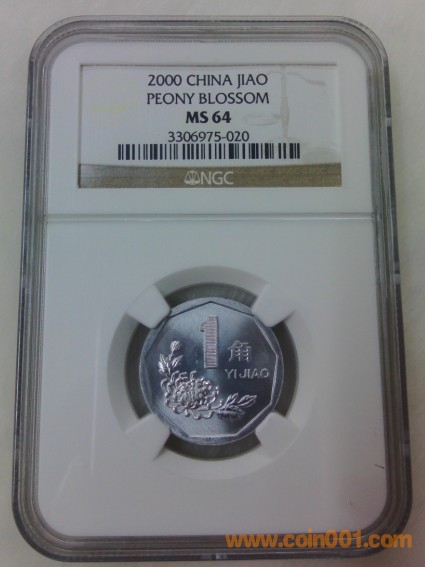 2000 CHINA JIAO
PEONY BLOSSOM
MS 64
3306975-020
NGC
1 角
YI JIAO
www.coin001.com